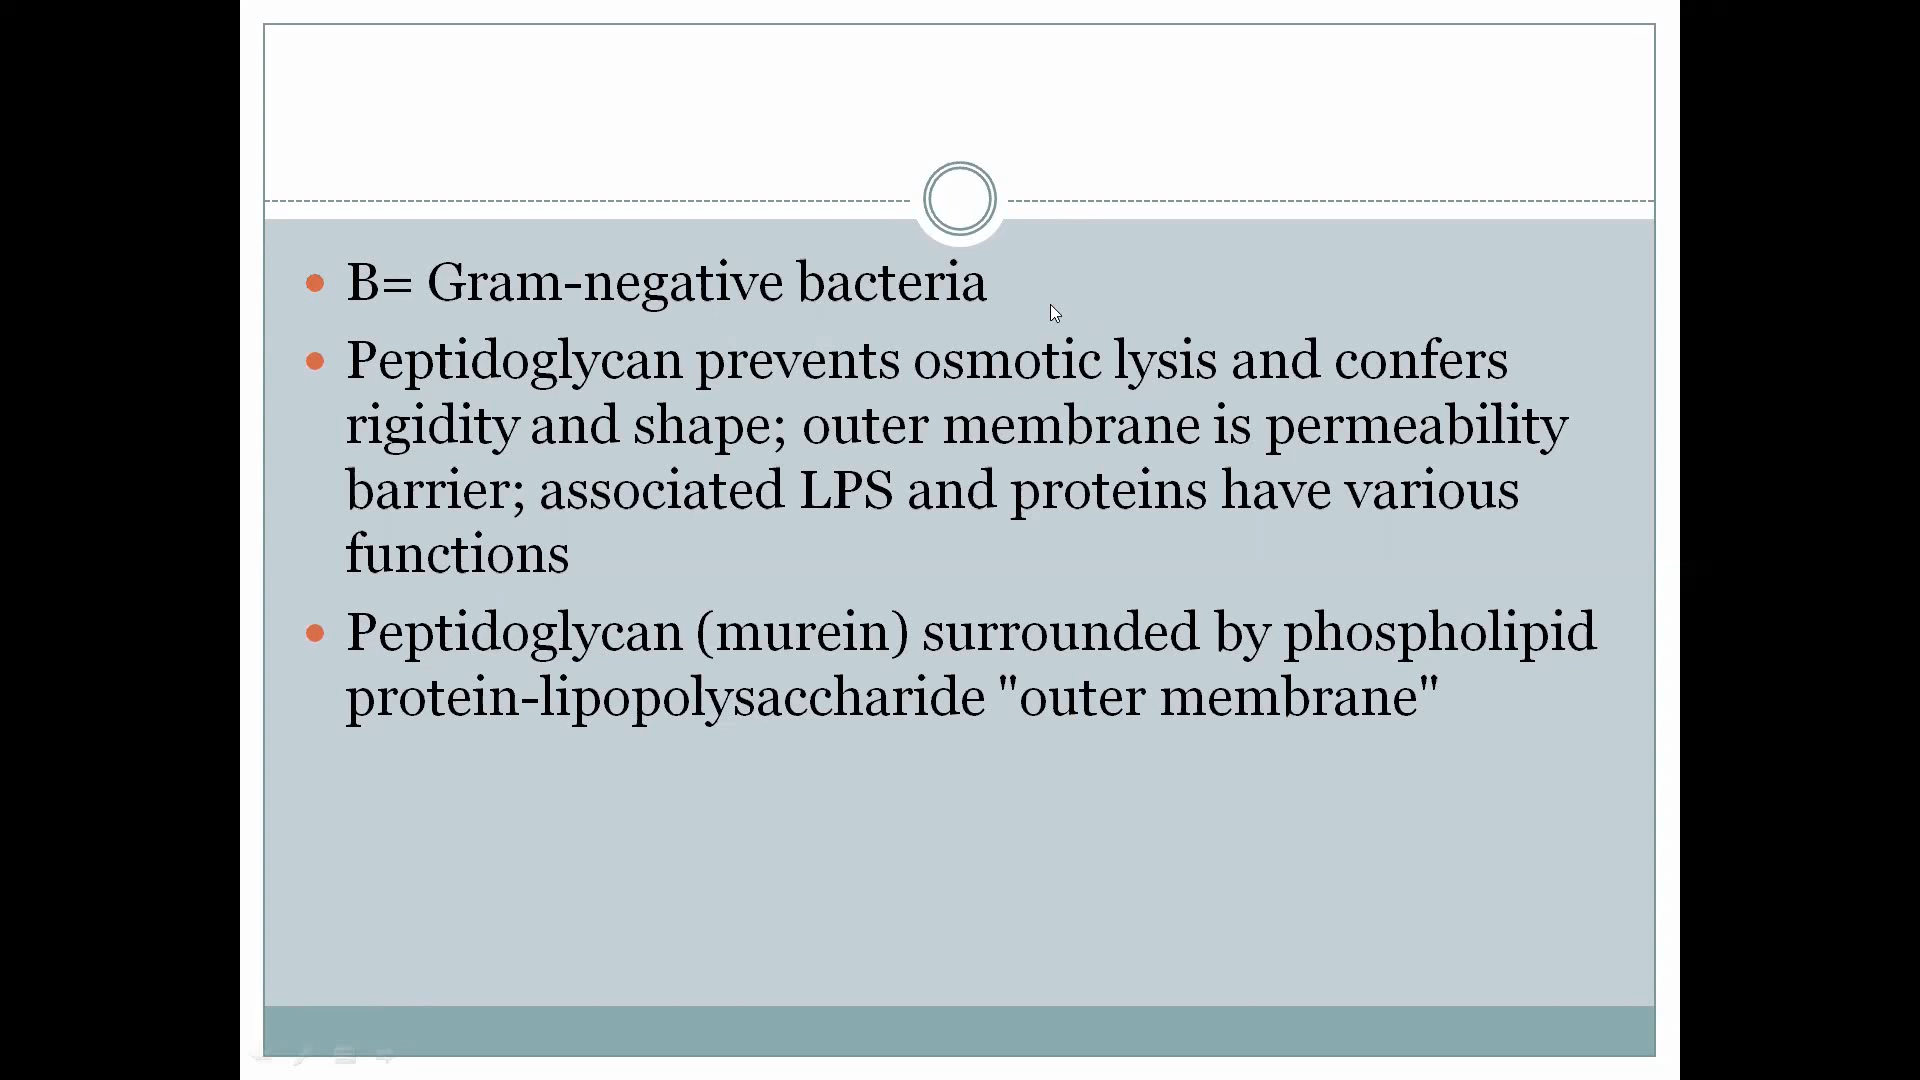 B= Gram-negative bacteria
Peptidoglycan prevents osmotic lysis and confers
rigidity and shape; outer membrane is permeability
barrier; associated LPS and proteins have various
functions
Peptidoglycan (murein) surrounded by phospholipid
protein-lipopolysaccharide "outer membrane"